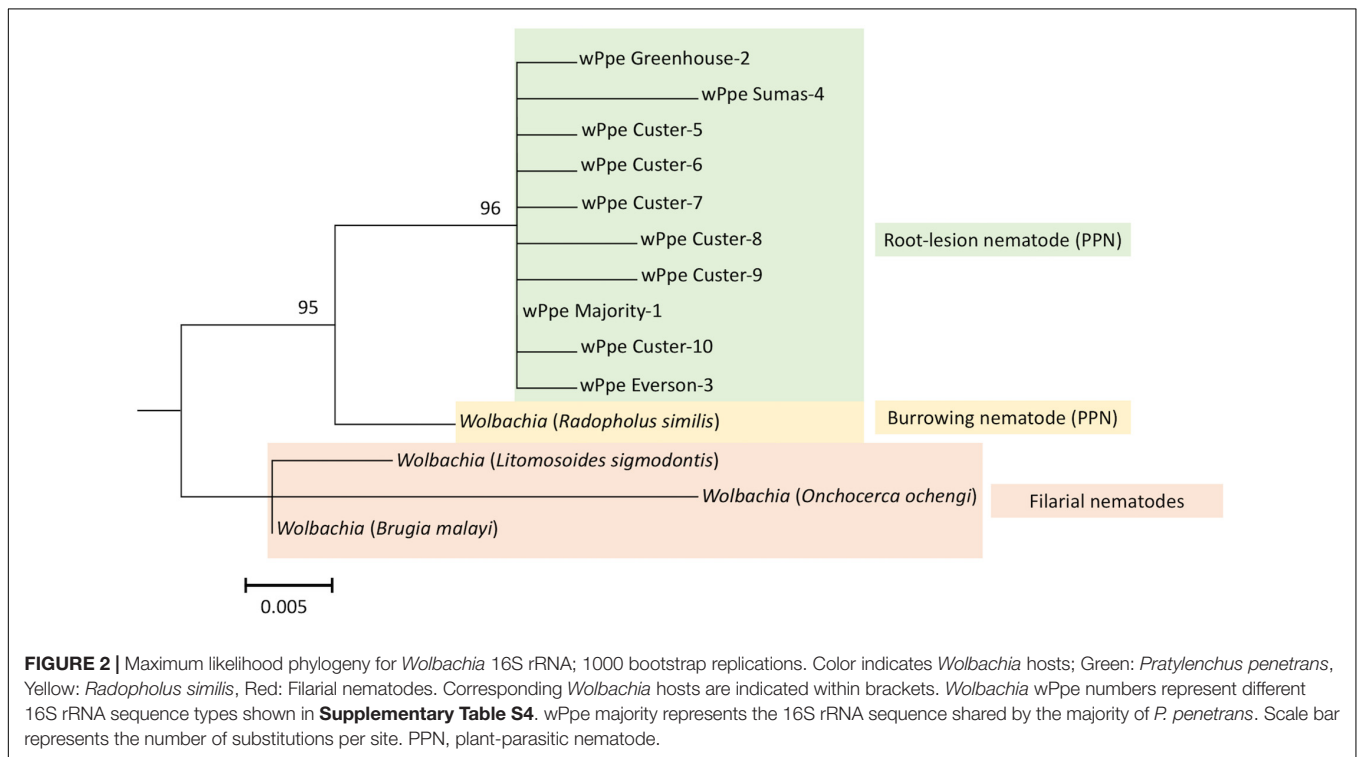 wPpe Greenhouse-2
wPpe Sumas-4
wPpe Custer-5
wPpe Custer-6
wPpe Custer-7
96
wPpe Custer-8
Root-lesion nematode (PPN)
wPpe Custer-9
95
wPpe Majority-1
wPpe Custer-10
wPpe Everson-3
Wolbachia (Radopholus similis)
Burrowing nematode (PPN)
Wolbachia (Litomosoides sigmodontis)
Wolbachia (Onchocerca ochengi)
Filarial nematodes
Wolbachia (Brugia malayi)
0.005
FIGURE 2 | Maximum likelihood phylogeny for Wolbachia 16S rRNA; 1000 bootstrap replications. Color indicates Wolbachia hosts; Green: Pratylenchus penetrans,
Yellow: Radopholus similis, Red: Filarial nematodes. Corresponding Wolbachia hosts are indicated within brackets. Wolbachia wPpe numbers represent different
16S rRNA sequence types shown in Supplementary Table S4. wPpe majority represents the 16S rRNA sequence shared by the majority of P. penetrans. Scale bar
represents the number of substitutions per site. PPN, plant-parasitic nematode.